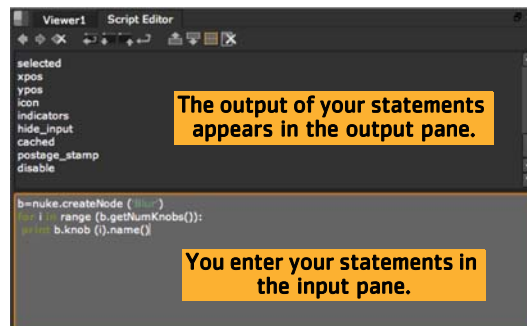 Viewer1 Script Editor
selected
xpos
ypos
icon
indicators
hide_input
cached
postage_stamp
disable
The output of your statements
appears in the output pane.
b=nuke.createNode ('Blur')
for i in range (b.getNumKnobs()):
print b.knob (i).name()
You enter your statements in
the input pane.